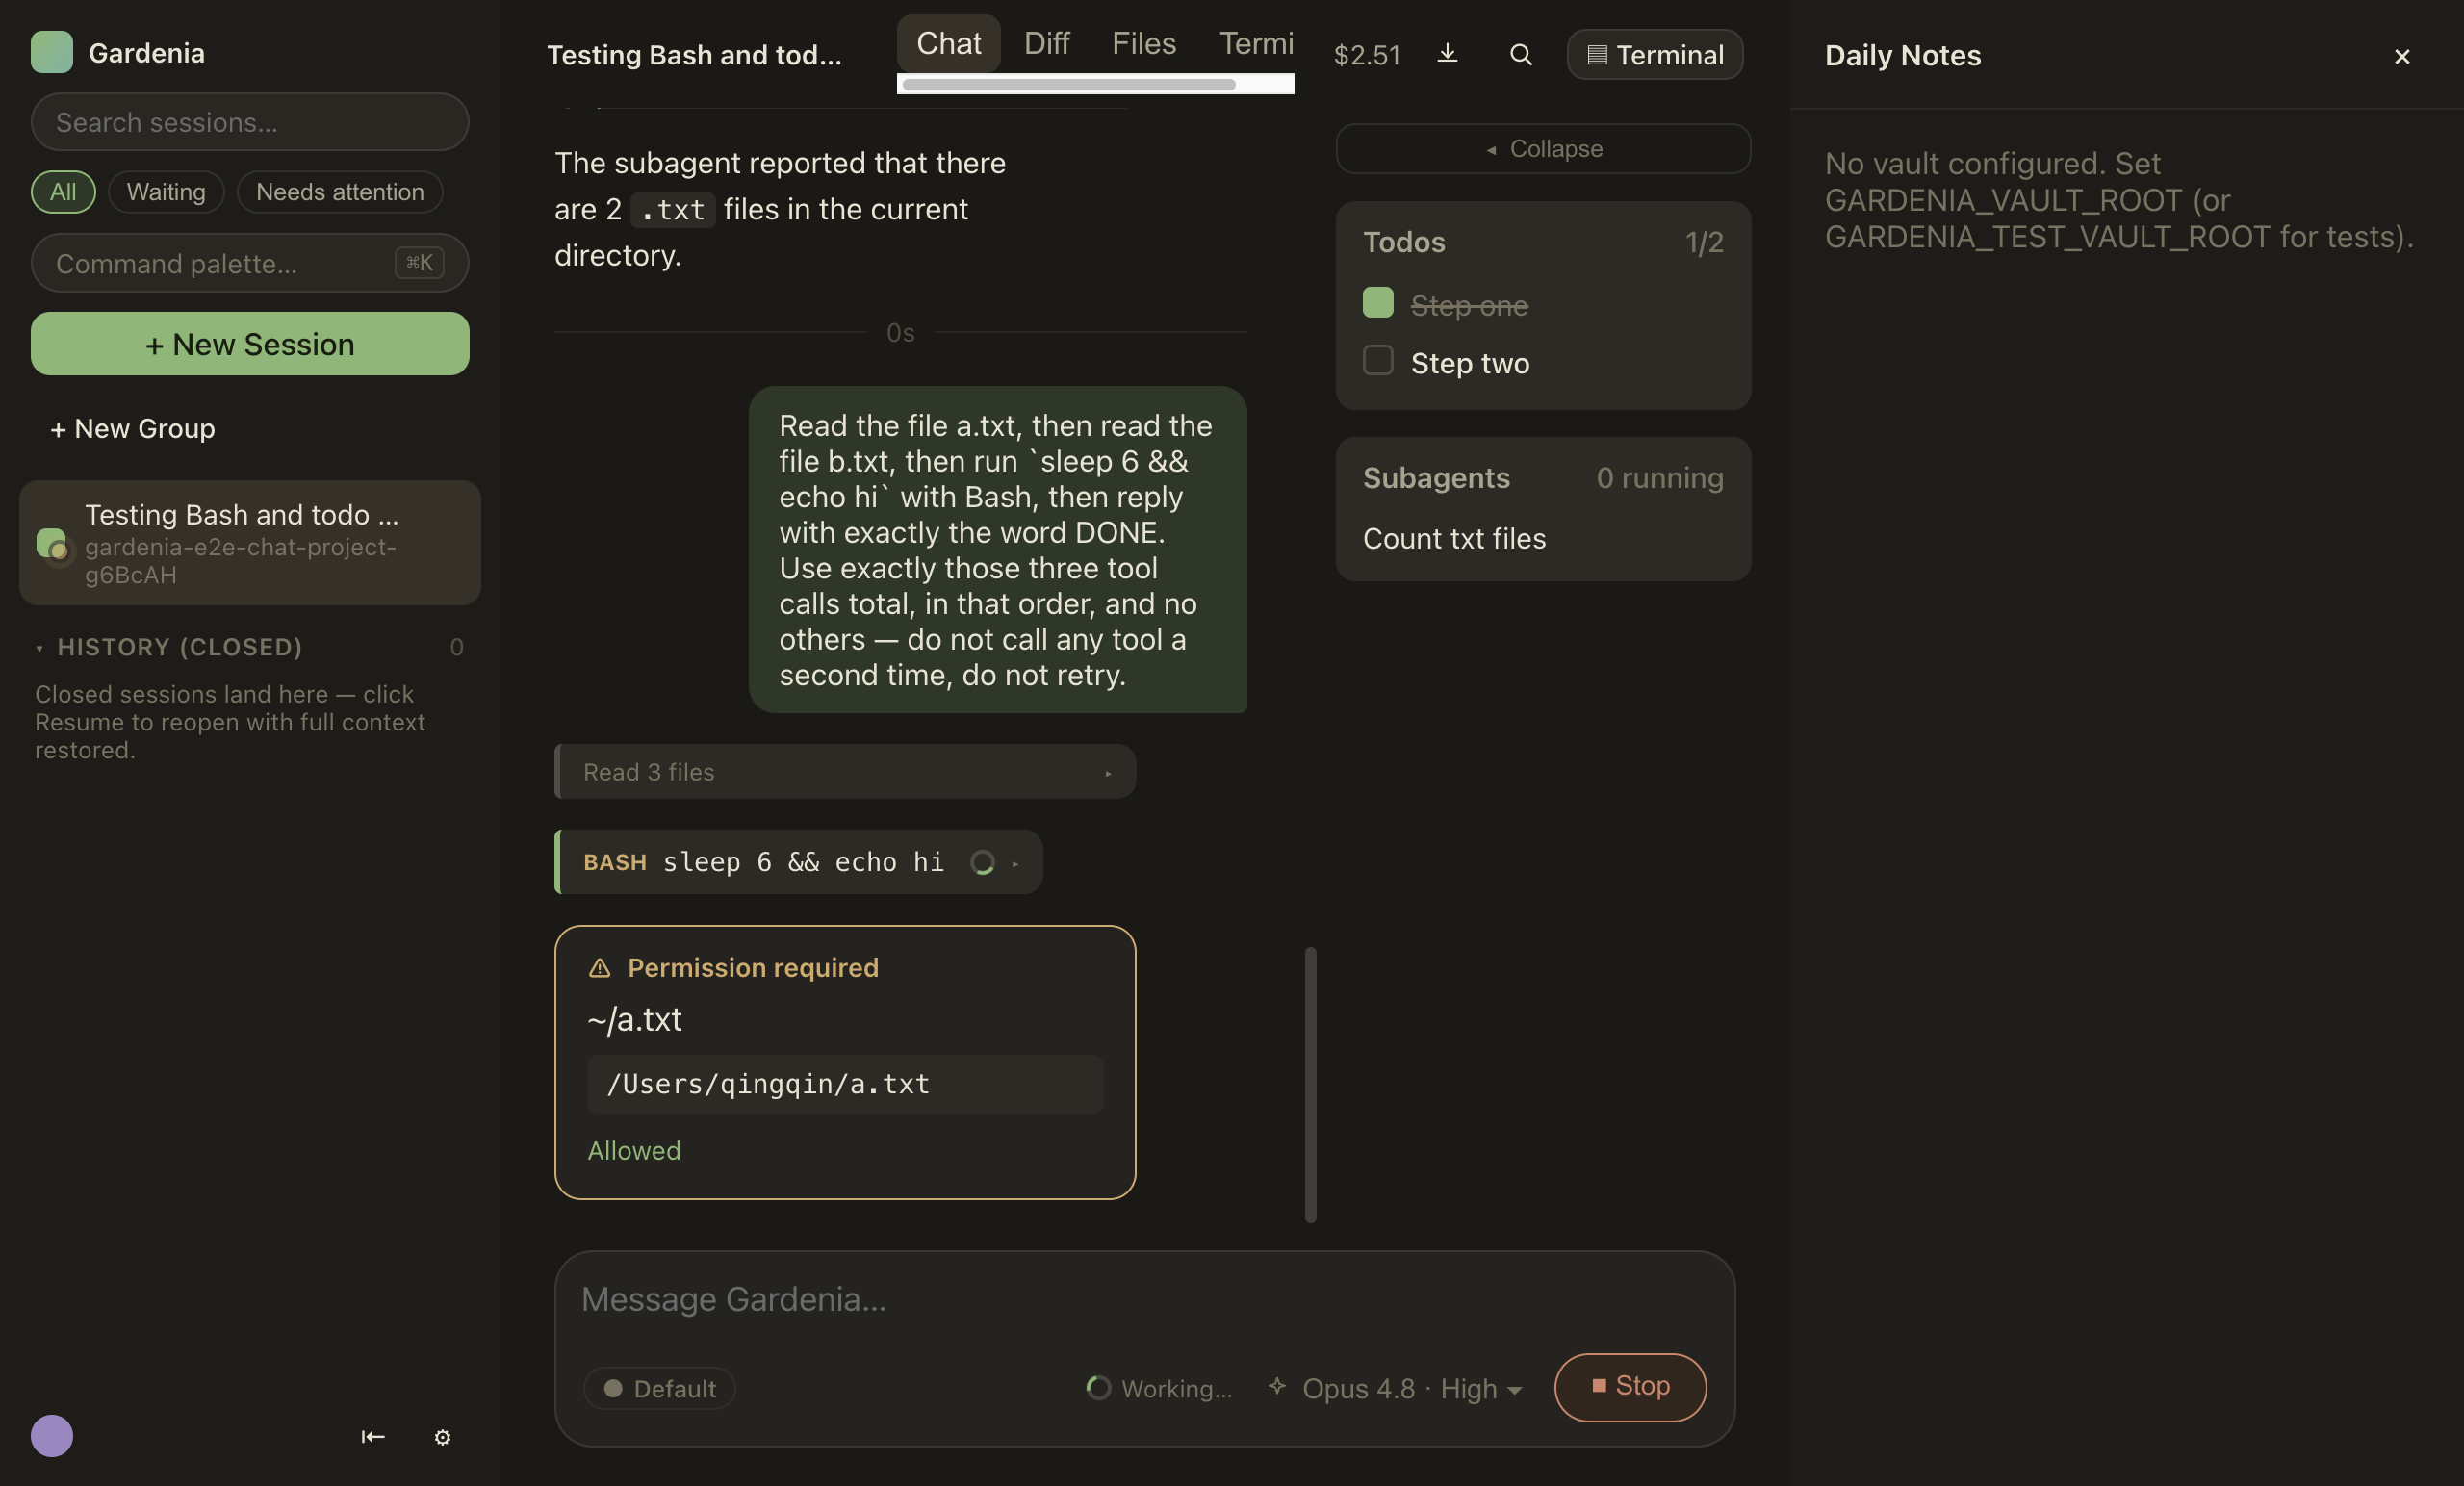 Gardenia
Search sessions...
All
Waiting
Needs attention
Command palette...
⌘K
+ New Session
+ New Group
Testing Bash and todo ...
gardenia-e2e-chat-project-
g6BcAH
HISTORY (CLOSED)
0
Closed sessions land here — click
Resume to reopen with full context
restored.
Testing Bash and tod...
Chat
Diff
Files
Termi
$2.51
Terminal
The subagent reported that there
are 2 .txt files in the current
directory.
0s
Read the file a.txt, then read the
file b.txt, then run `sleep 6 &&
echo hi` with Bash, then reply
with exactly the word DONE.
Use exactly those three tool
calls total, in that order, and no
others — do not call any tool a
second time, do not retry.
Read 3 files
BASH sleep 6 && echo hi
Permission required
~/a.txt
/Users/qingqin/a.txt
Allowed
Message Gardenia...
Default
Working...
Opus 4.8 · High
Stop
Collapse
Todos
1/2
Step one
Step two
Subagents
0 running
Count txt files
Daily Notes
No vault configured. Set
GARDENIA_VAULT_ROOT (or
GARDENIA_TEST_VAULT_ROOT for tests).